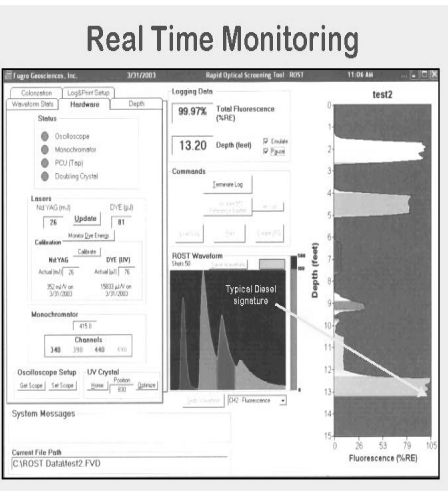 Real Time Monitoring
Fugro Geosciences, Inc. 3/31/2003 Rapid Optical Screening Tool ROST 11:06 AM
Colorization Log&Print Setup
Waveform Stats Hardware Depth
Status
Oscilloscope
Monochromator
PCU (Tap)
Doubling Crystal
Lasers
Nd:YAG (mJ) DYE (µJ)
26 Update 81
Monitor Dye Energy
Calibration
Calibrate
Nd:YAG DYE (UV)
Actual (mJ) 26 Actual (µJ) 76
3/31/2003 3/31/2003
Monochromator
415.0
Channels
340 390 440 490
Oscilloscope Setup UV Crystal
Get Scope Set Scope Home Position Optimize
System Messages
Current File Path
C:\ROST Data\test2.FVD
Logging Data
99.97% Total Fluorescence
(%RE)
13.20 Depth (feet) Emulate
Pause
Commands
Terminate Log
ROST Waveform
Shots 50 Save Waveform
Typical Diesel
signature
CH2 - Fluorescence
test2
Depth (feet)
0
1
2
3
4
5
6
7
8
9
10
11
12
13
14
15
0 26 53 79 105
Fluorescence (%RE)